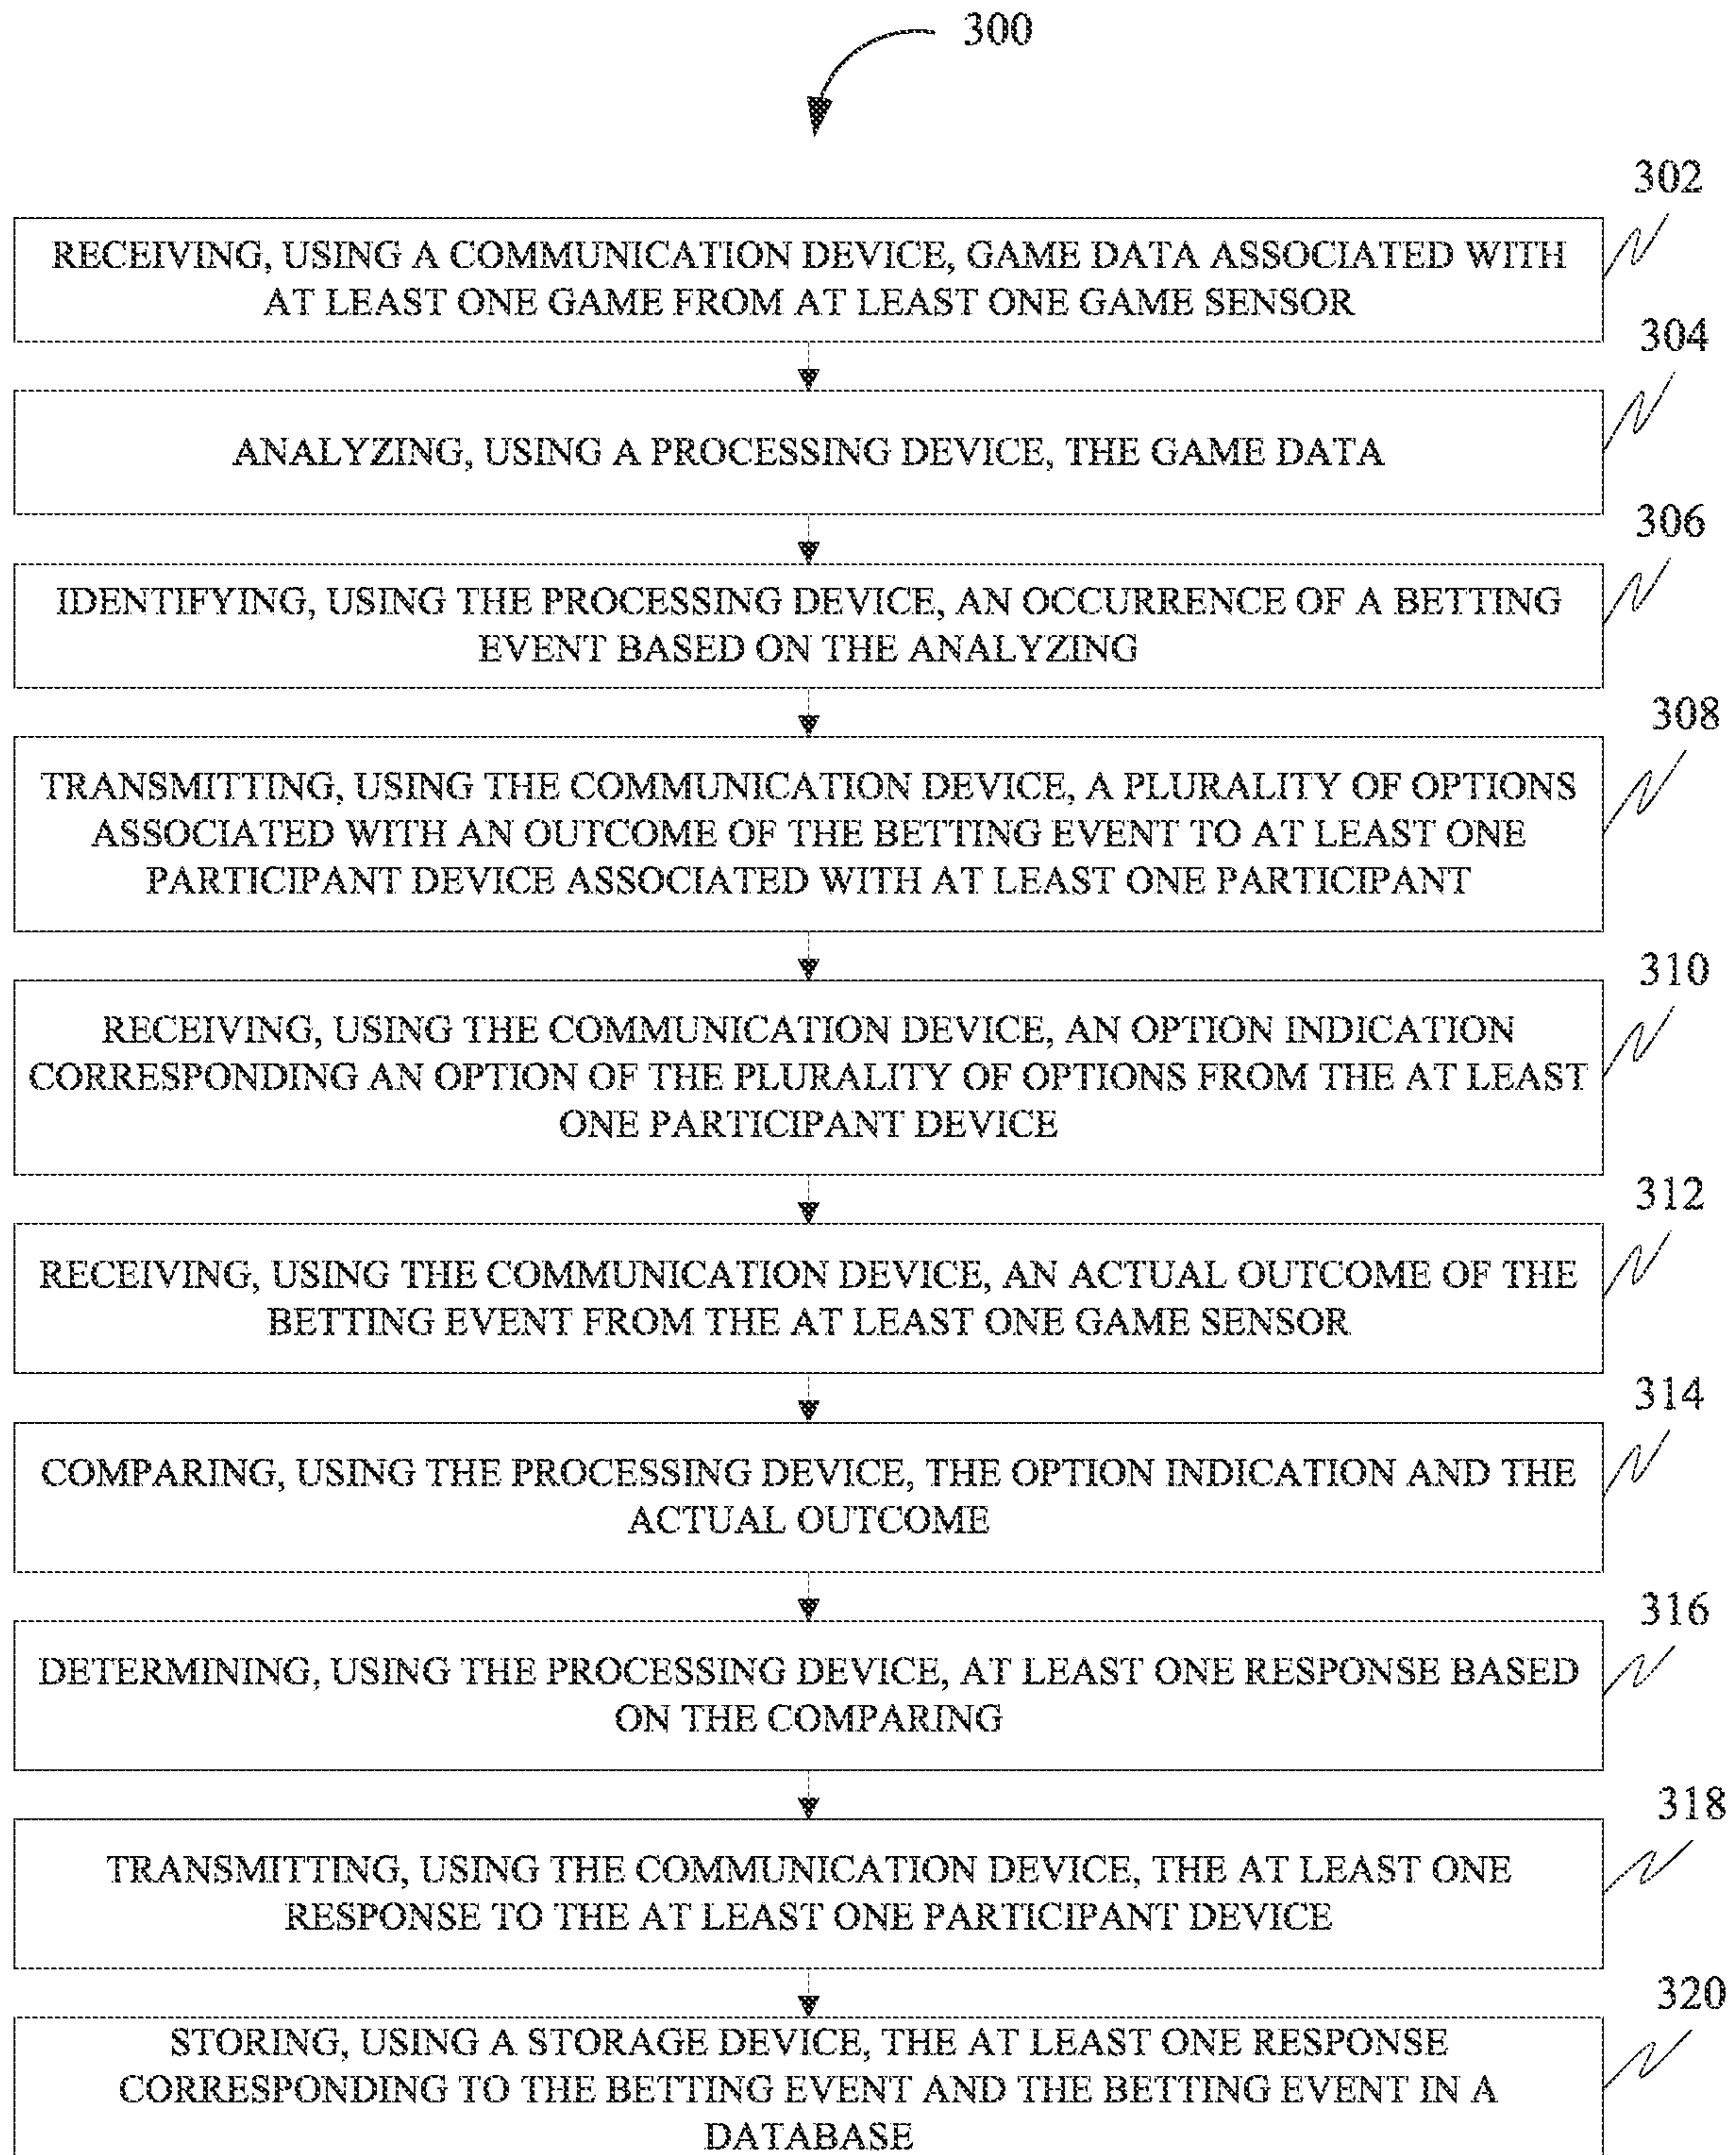 300
302
RECEIVING, USING A COMMUNICATION DEVICE, GAME DATA ASSOCIATED WITH
AT LEAST ONE GAME FROM AT LEAST ONE GAME SENSOR
304
ANALYZING, USING A PROCESSING DEVICE, THE GAME DATA
306
IDENTIFYING, USING THE PROCESSING DEVICE, AN OCCURRENCE OF A BETTING
EVENT BASED ON THE ANALYZING
308
TRANSMITTING, USING THE COMMUNICATION DEVICE, A PLURALITY OF OPTIONS
ASSOCIATED WITH AN OUTCOME OF THE BETTING EVENT TO AT LEAST ONE
PARTICIPANT DEVICE ASSOCIATED WITH AT LEAST ONE PARTICIPANT
310
RECEIVING, USING THE COMMUNICATION DEVICE, AN OPTION INDICATION
CORRESPONDING AN OPTION OF THE PLURALITY OF OPTIONS FROM THE AT LEAST
ONE PARTICIPANT DEVICE
312
RECEIVING, USING THE COMMUNICATION DEVICE, AN ACTUAL OUTCOME OF THE
BETTING EVENT FROM THE AT LEAST ONE GAME SENSOR
314
COMPARING, USING THE PROCESSING DEVICE, THE OPTION INDICATION AND THE
ACTUAL OUTCOME
316
DETERMINING, USING THE PROCESSING DEVICE, AT LEAST ONE RESPONSE BASED
ON THE COMPARING
318
TRANSMITTING, USING THE COMMUNICATION DEVICE, THE AT LEAST ONE
RESPONSE TO THE AT LEAST ONE PARTICIPANT DEVICE
320
STORING, USING A STORAGE DEVICE, THE AT LEAST ONE RESPONSE
CORRESPONDING TO THE BETTING EVENT AND THE BETTING EVENT IN A
DATABASE